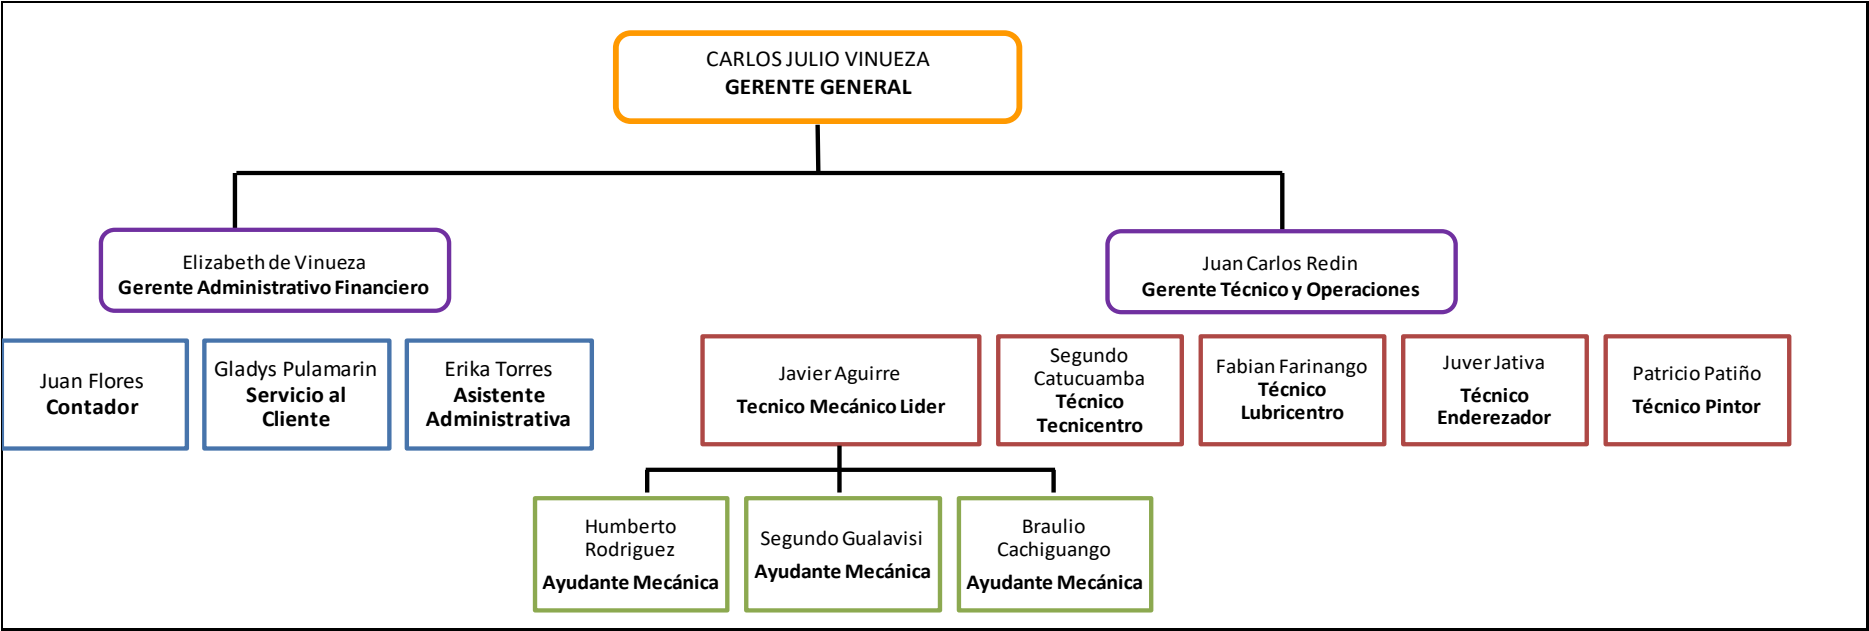 CARLOS JULIO VINUEZA
GERENTE GENERAL
Elizabeth de Vinueza
Gerente Administrativo Financiero
Juan Carlos Redin
Gerente Técnico y Operaciones
Juan Flores
Contador
Gladys Pulamarin
Servicio al
Cliente
Erika Torres
Asistente
Administrativa
Javier Aguirre
Tecnico Mecánico Lider
Segundo
Catucuamba
Técnico
Tecnicentro
Fabian Farinango
Técnico
Lubricentro
Juver Jativa
Técnico
Enderezador
Patricio Patiño
Técnico Pintor
Humberto
Rodriguez
Ayudante Mecánica
Segundo Gualavisi
Ayudante Mecánica
Braulio
Cachiguango
Ayudante Mecánica